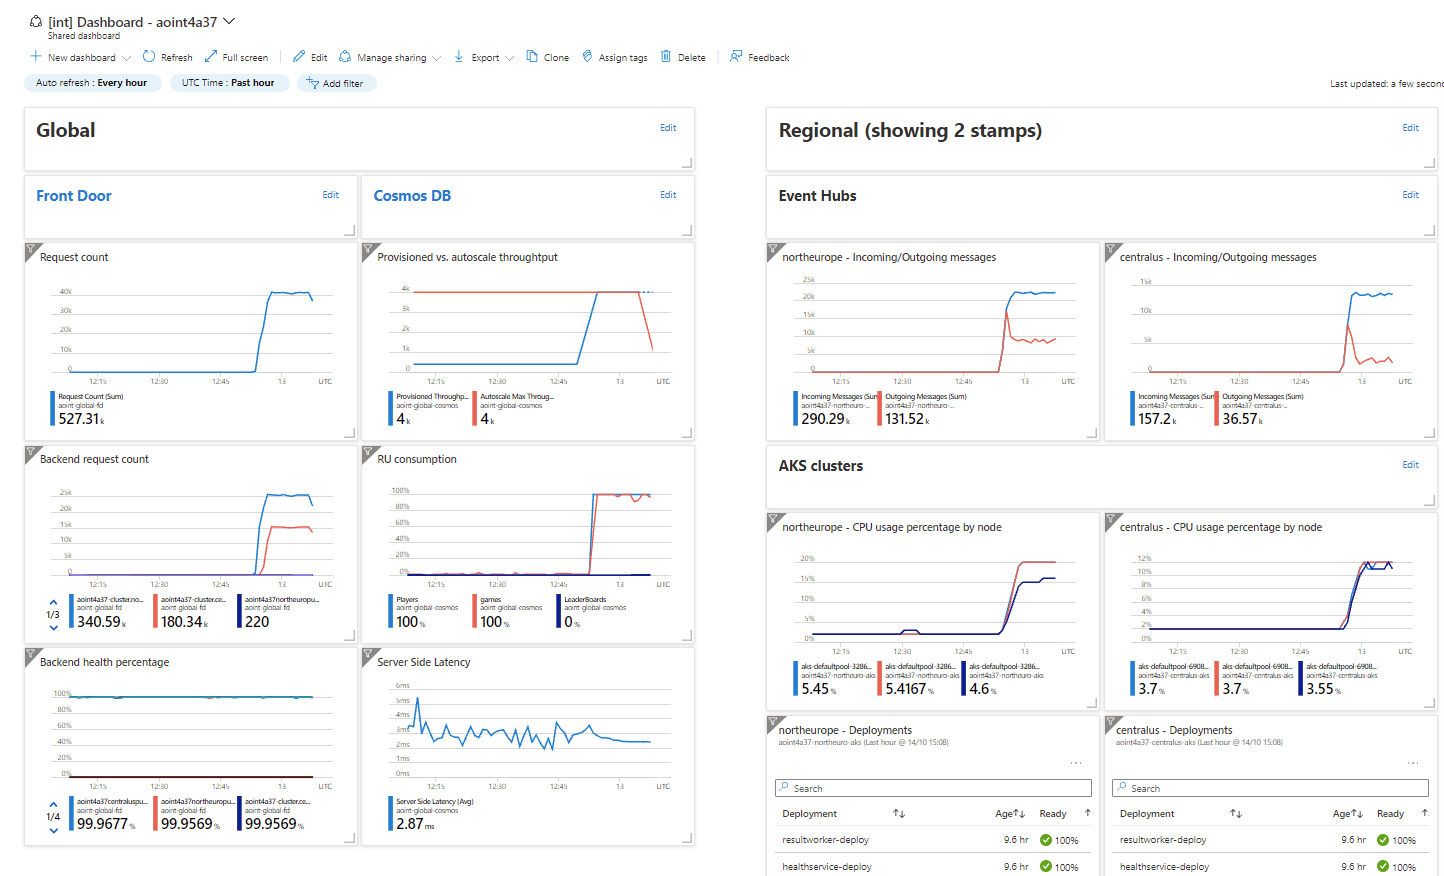 [int] Dashboard - aoint4a37
Shared dashboard
New dashboard Refresh Full screen Edit Manage sharing Export Clone Assign tags Delete Feedback
Auto refresh : Every hour UTC Time : Past hour Add filter
Last updated: a few secon
Global Edit
Front Door Edit
Cosmos DB Edit
Request count
40k
30k
20k
10k
0
12:15 12:30 12:45 13 UTC
Request Count (Sum)
aoint-global-fd
527.31 k
Provisioned vs. autoscale throughtput
4k
3k
2k
1k
0
12:15 12:30 12:45 13 UTC
Provisioned Throughp... Autoscale Max Throug...
aoint-global-cosmos aoint-global-cosmos
4 k 4 k
Backend request count
25k
20k
15k
10k
5k
0
12:15 12:30 12:45 13 UTC
1/3
aoint4a37-cluster.no... aoint4a37-cluster.ce... aoint4a37northeuropu...
aoint-global-fd aoint-global-fd aoint-global-fd
340.59 k 180.34 k 220
RU consumption
100%
80%
60%
40%
20%
0%
12:15 12:30 12:45 13 UTC
Players games LeaderBoards
aoint-global-cosmos aoint-global-cosmos aoint-global-cosmos
100 % 100 % 0 %
Backend health percentage
100%
80%
60%
40%
20%
0%
12:15 12:30 12:45 13 UTC
1/4
aoint4a37centraluspu... aoint4a37northeuropu... aoint4a37-cluster.ce...
aoint-global-fd aoint-global-fd aoint-global-fd
99.9677 % 99.9569 % 99.9569 %
Server Side Latency
6ms
5ms
4ms
3ms
2ms
1ms
0ms
12:15 12:30 12:45 13 UTC
Server Side Latency (Avg)
aoint-global-cosmos
2.87 ms
Regional (showing 2 stamps) Edit
Event Hubs Edit
northeurope - Incoming/Outgoing messages
25k
20k
15k
10k
5k
0
12:15 12:30 12:45 13 UTC
Incoming Messages (Sum Outgoing Messages (Sum)
aoint4a37-northeuro-... aoint4a37-northeuro-...
290.29 k 131.52 k
centralus - Incoming/Outgoing messages
15k
10k
5k
0
12:15 12:30 12:45 13 UTC
Incoming Messages (Sum Outgoing Messages (Sum)
aoint4a37-centralus-... aoint4a37-centralus-...
157.2 k 36.57 k
AKS clusters Edit
northeurope - CPU usage percentage by node
20%
15%
10%
5%
0%
12:15 12:30 12:45 13 UTC
aks-defaultpool-3286... aks-defaultpool-3286... aks-defaultpool-3286...
aoint4a37-northeuro-aks aoint4a37-northeuro-aks aoint4a37-northeuro-aks
5.45 % 5.4167 % 4.6 %
centralus - CPU usage percentage by node
12%
10%
8%
6%
4%
2%
0%
12:15 12:30 12:45 13 UTC
aks-defaultpool-6908... aks-defaultpool-6908... aks-defaultpool-6908...
aoint4a37-centralus-aks aoint4a37-centralus-aks aoint4a37-centralus-aks
3.7 % 3.7 % 3.55 %
northeurope - Deployments
aoint4a37-northeuro-aks (Last hour @ 14/10 15:08)
...
Search
Deployment Age Ready
resultworker-deploy 9.6 hr 100%
healthservice-deploy 9.6 hr 100%
centralus - Deployments
aoint4a37-centralus-aks (Last hour @ 14/10 15:08)
...
Search
Deployment Age Ready
resultworker-deploy 9.6 hr 100%
healthservice-deploy 9.6 hr 100%